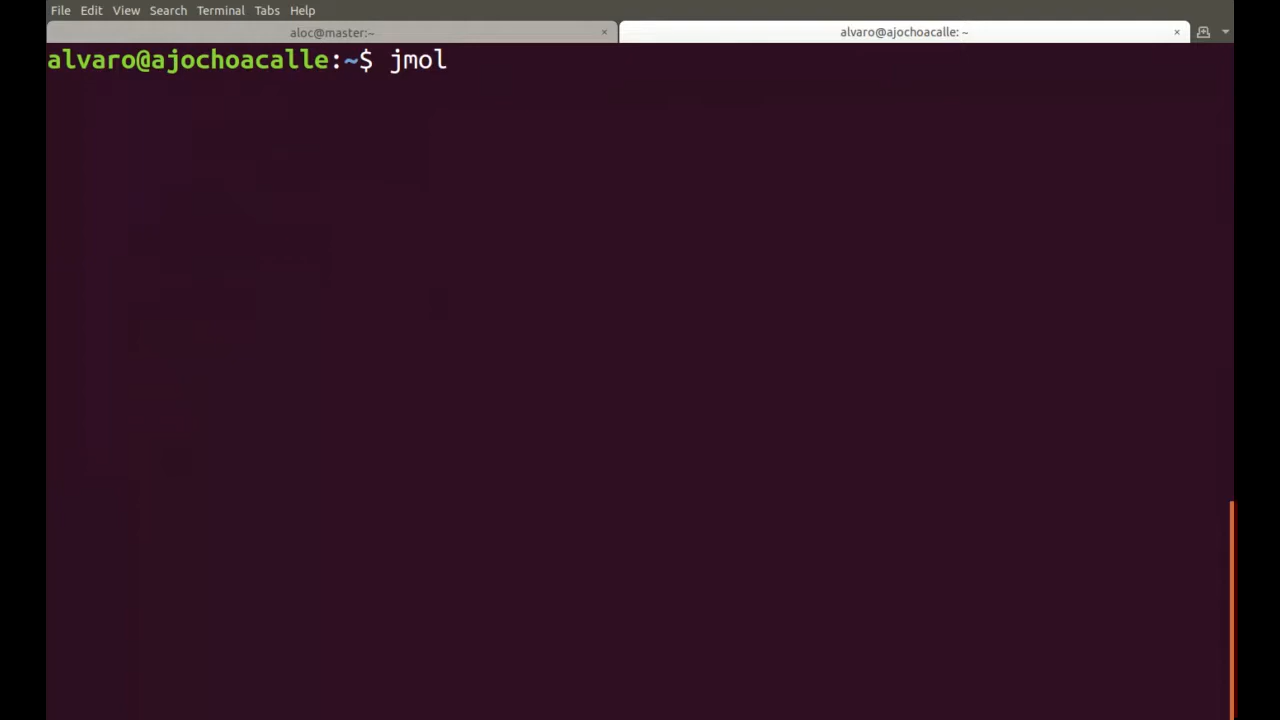 File Edit View Search Terminal Tabs Help
aloc@master:~ × alvaro@ajochoacalle: ~ ×
alvaro@ajochoacalle:~$ jmol